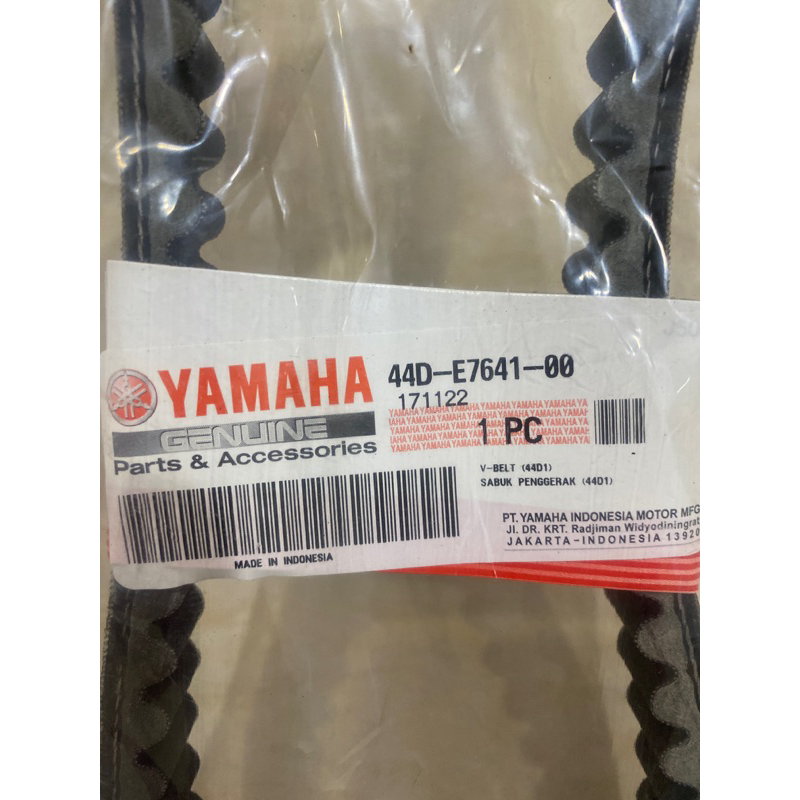 YAMAHA
GENUINE
Parts & Accessories
44D-E7641-00
171122
1 PC
V-BELT (44D1)
SABUK PENGGERAK (44D1)
PT. YAMAHA INDONESIA MOTOR MFG
Jl. DR. KRT. Radjiman Widyodiningrat
JAKARTA-INDONESIA 13920
MADE IN INDONESIA